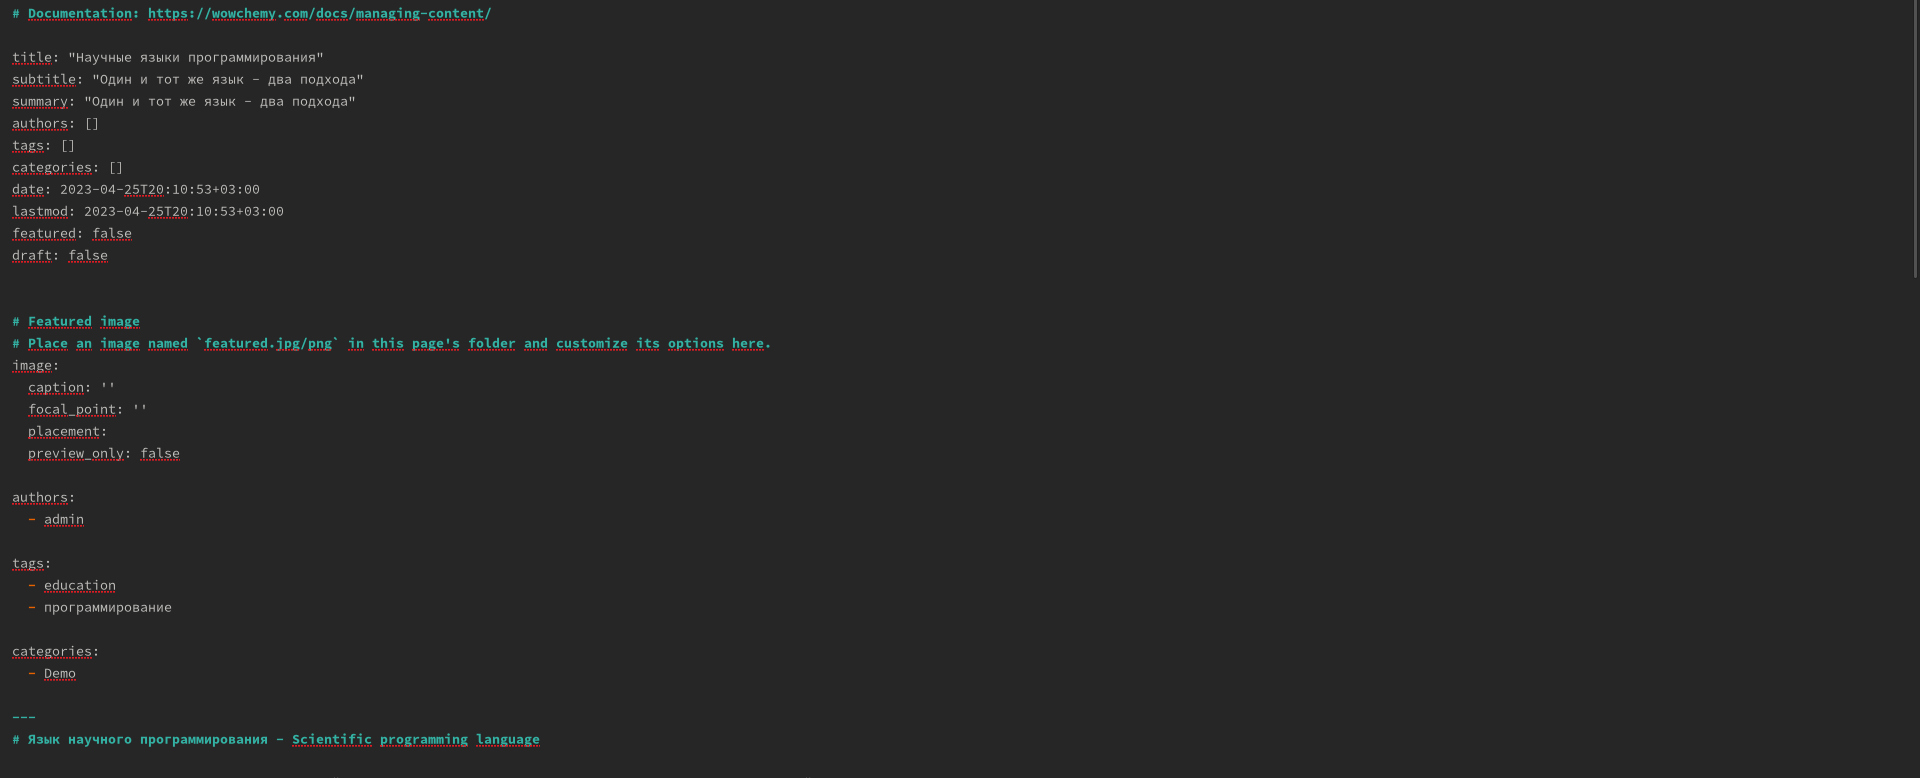 # Documentation: https://wowchemy.com/docs/managing-content/
title: "Научные языки программирования"
subtitle: "Один и тот же язык – два подхода"
summary: "Один и тот же язык – два подхода"
authors: []
tags: []
categories: []
date: 2023-04-25T20:10:53+03:00
lastmod: 2023-04-25T20:10:53+03:00
featured: false
draft: false
# Featured image
# Place an image named `featured.jpg/png` in this page's folder and customize its options here.
image:
  caption: ''
  focal_point: ''
  placement:
  preview_only: false
authors:
  - admin
tags:
  - education
  - программирование
categories:
  - Demo
---
# Язык научного программирования – Scientific programming language